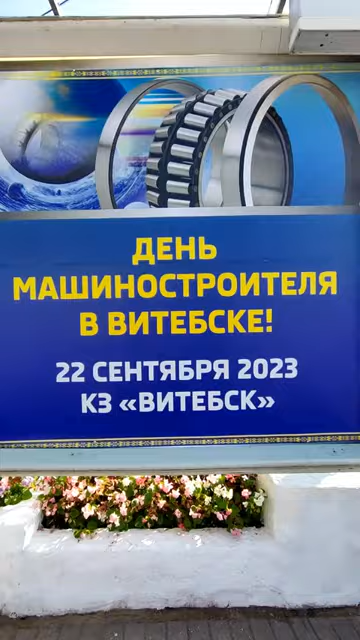 ДЕНЬ
МАШИНОСТРОИТЕЛЯ
В ВИТЕБСКЕ!
22 СЕНТЯБРЯ 2023
КЗ «ВИТЕБСК»